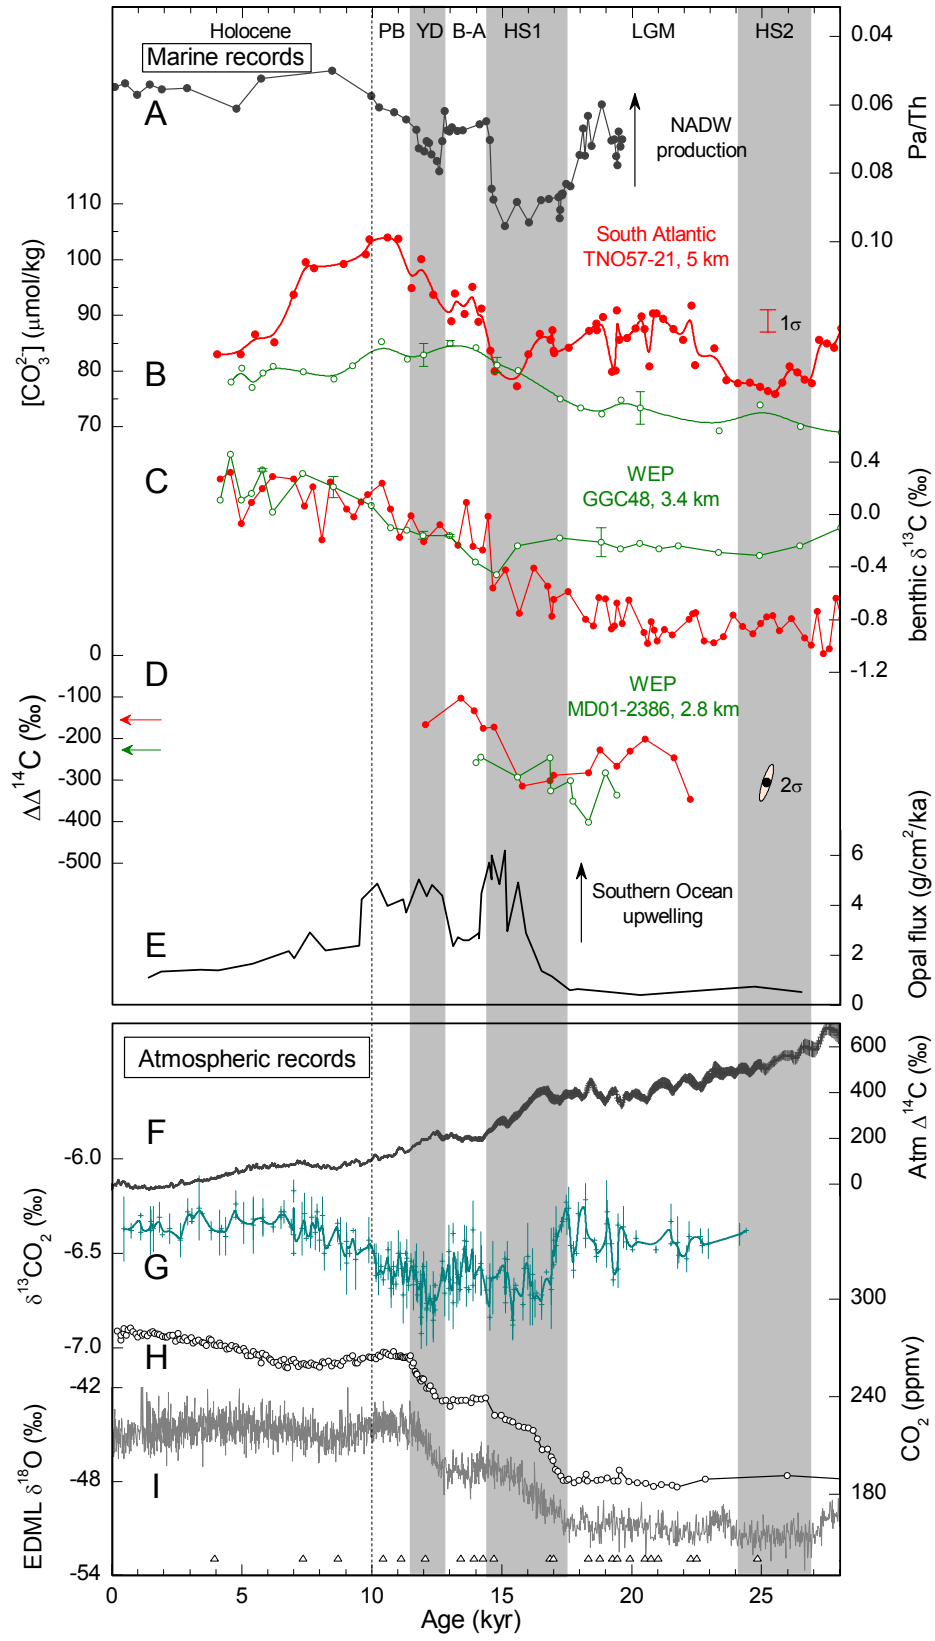 Holocene
PB
YD
B-A
HS1
LGM
HS2
Marine records
A
NADW
production
0.04
0.06
0.08
0.10
Pa/Th
110
100
90
80
70
[CO₃²⁻] (μmol/kg)
South Atlantic
TNO57-21, 5 km
1σ
B
C
WEP
GGC48, 3.4 km
0.4
0.0
-0.4
-0.8
-1.2
benthic δ¹³C (‰)
0
-100
-200
-300
-400
-500
ΔΔ¹⁴C (‰)
D
WEP
MD01-2386, 2.8 km
2σ
E
Southern Ocean
upwelling
6
4
2
0
Opal flux (g/cm²/ka)
Atmospheric records
F
600
400
200
0
Atm Δ¹⁴C (‰)
-6.0
-6.5
-7.0
δ¹³CO₂ (‰)
G
H
300
240
180
CO₂ (ppmv)
-42
-48
-54
EDML δ¹⁸O (‰)
I
0
5
10
15
20
25
Age (kyr)